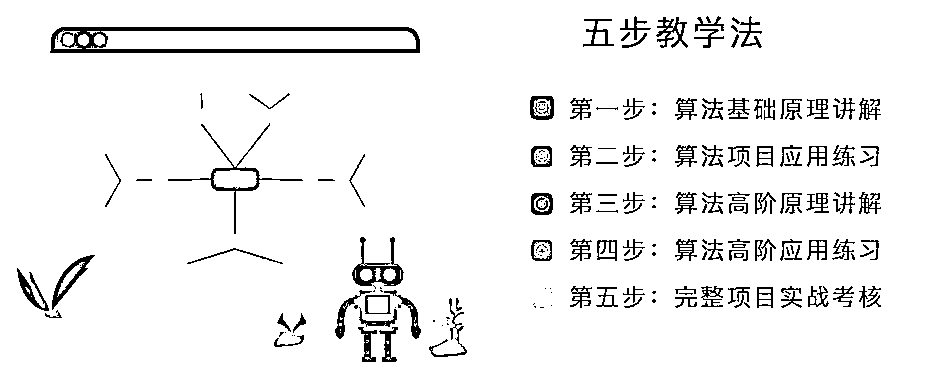 五步教学法
第一步：算法基础原理讲解
第二步：算法项目应用练习
第三步：算法高阶原理讲解
第四步：算法高阶应用练习
第五步：完整项目实战考核